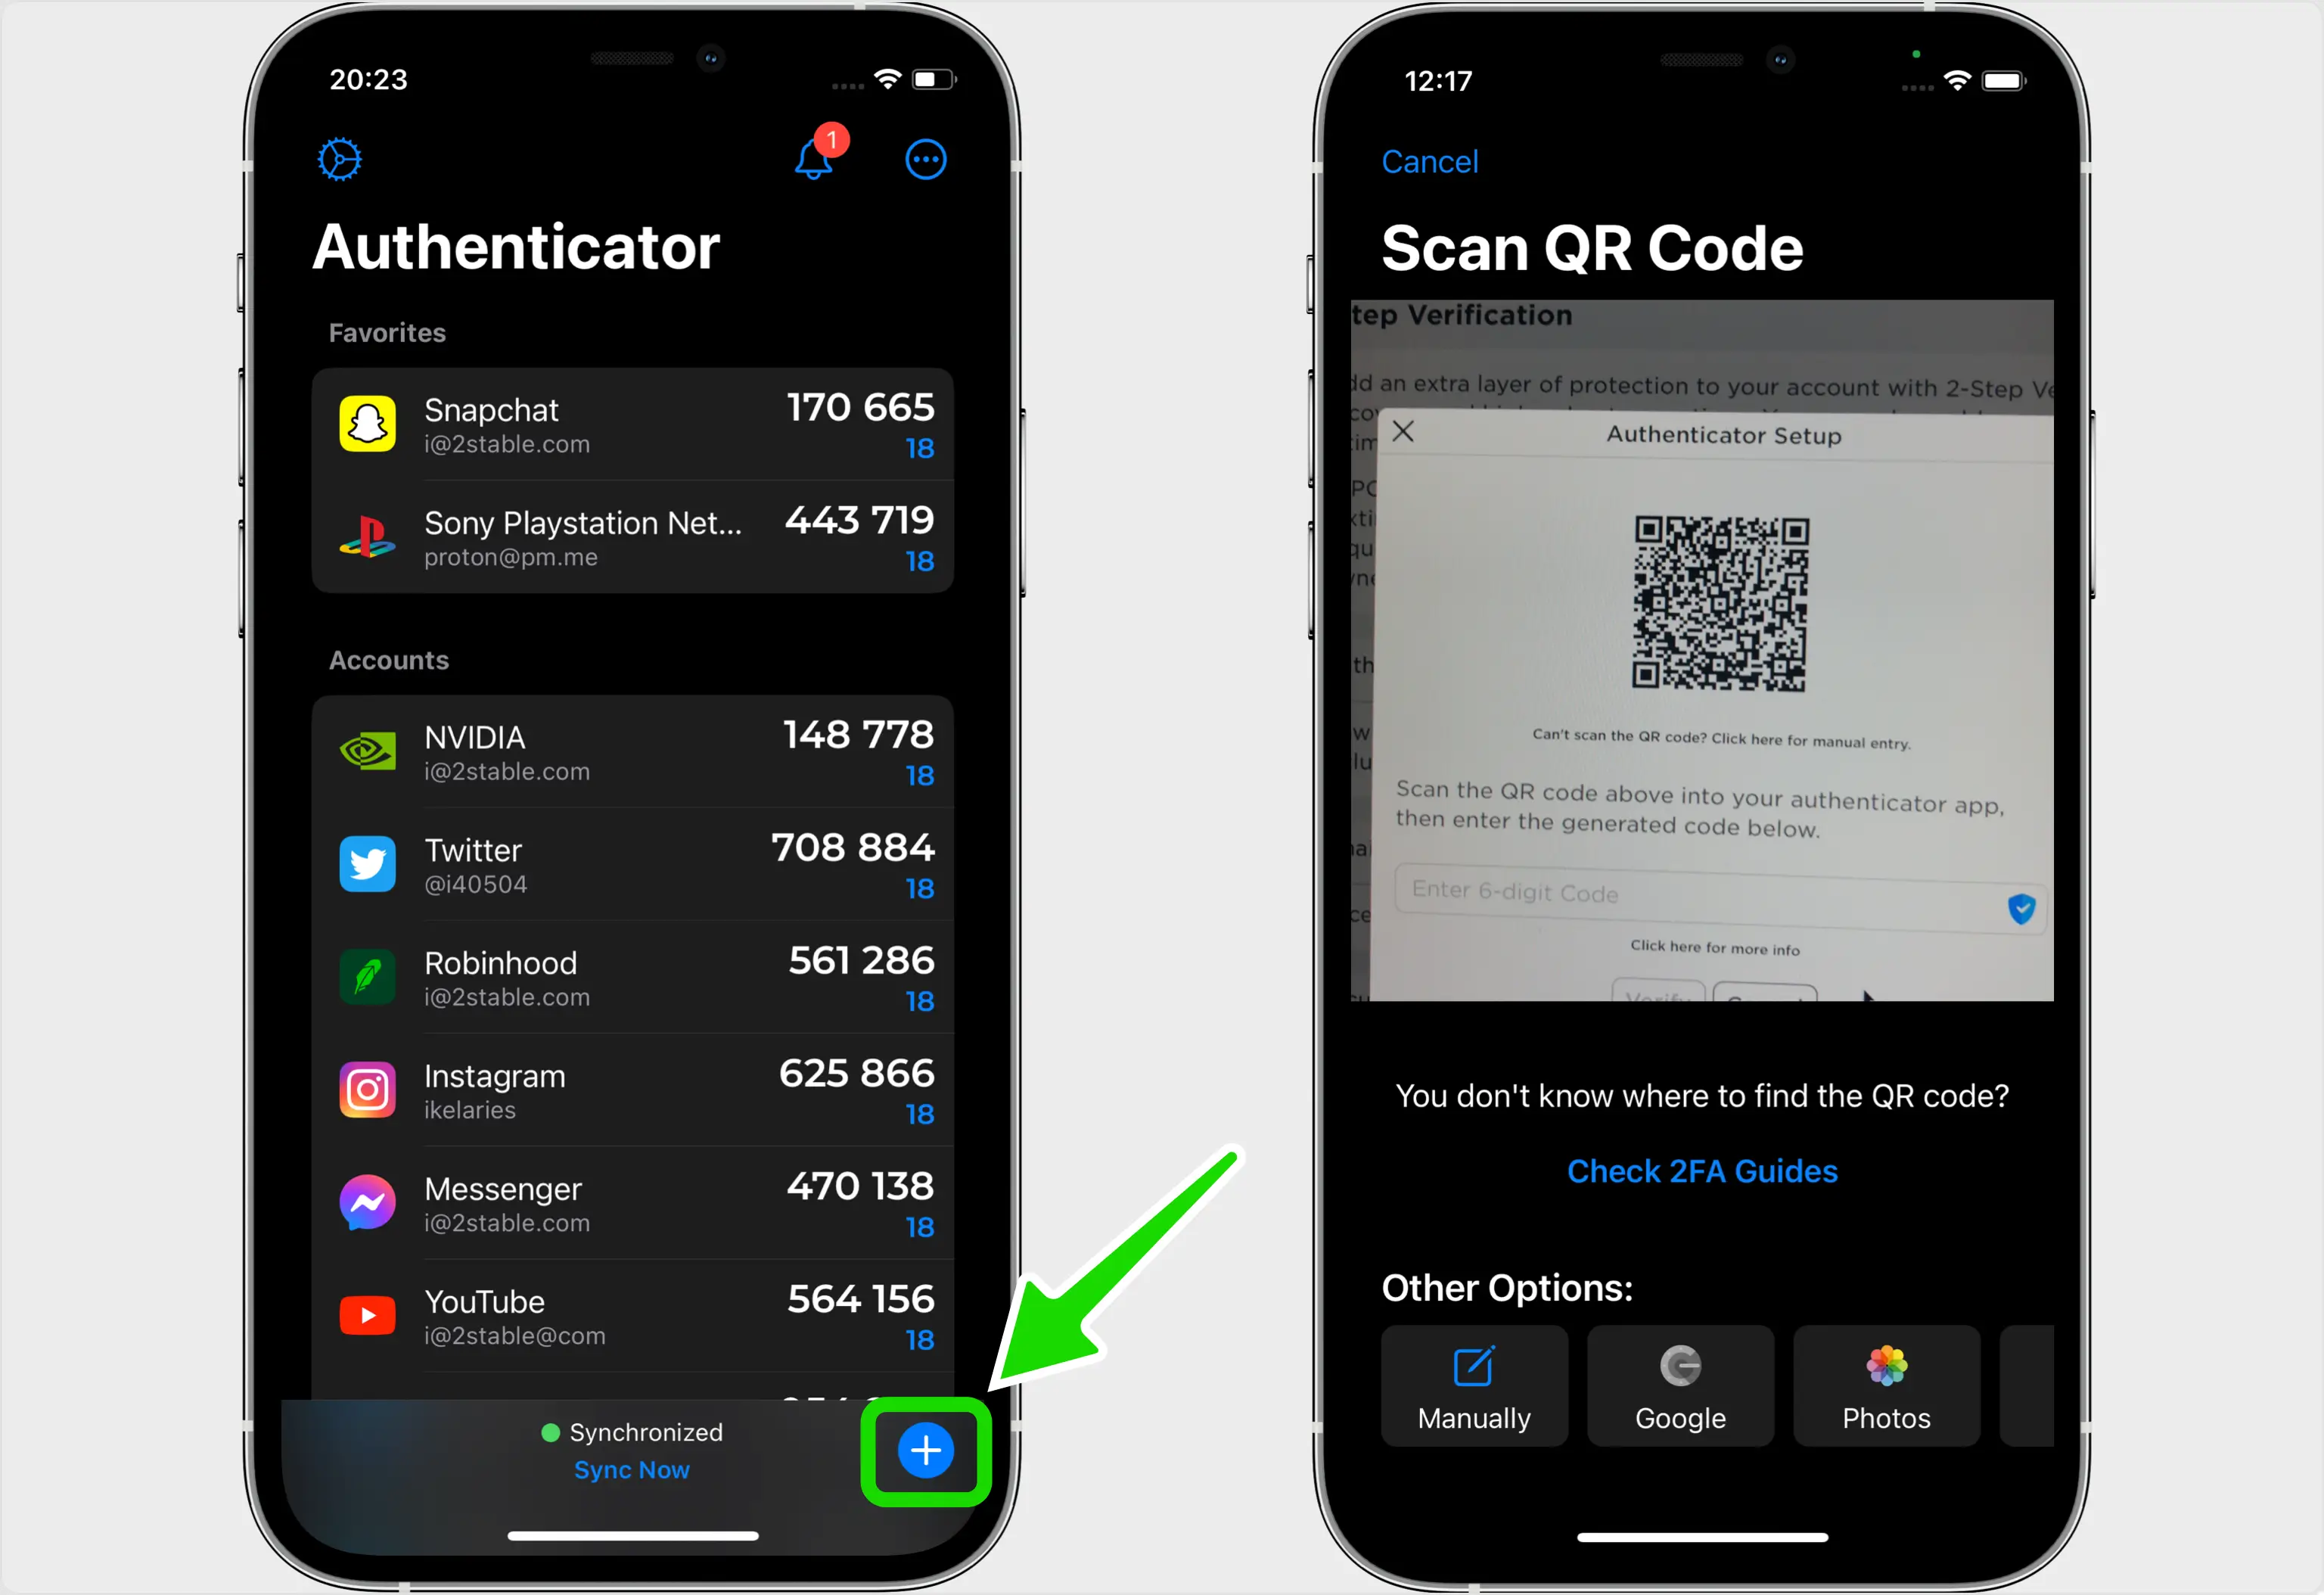 20:23
1
Authenticator
Favorites
Snapchat
170 665
i@2stable.com
18
Sony Playstation Net...
443 719
proton@pm.me
18
Accounts
NVIDIA
148 778
i@2stable.com
18
Twitter
708 884
@i40504
18
Robinhood
561 286
i@2stable.com
18
Instagram
625 866
ikelaries
18
Messenger
470 138
i@2stable.com
18
YouTube
564 156
i@2stable@com
18
Synchronized
Sync Now
12:17
Cancel
Scan QR Code
tep Verification
dd an extra layer of protection to your account with 2-Step Ve
Authenticator Setup
Can't scan the QR code? Click here for manual entry.
Scan the QR code above into your authenticator app,
then enter the generated code below.
Enter 6-digit Code
Click here for more info
You don't know where to find the QR code?
Check 2FA Guides
Other Options:
Manually
Google
Photos